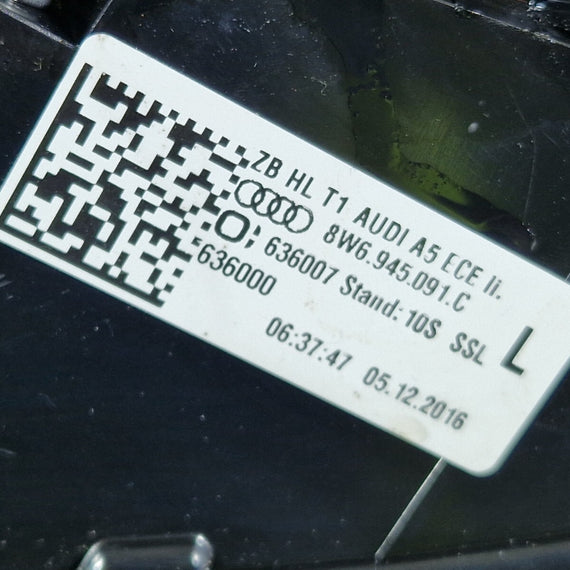 ZB HL T1 AUDI A5 ECE li.
8W6.945.091.C
O; 636007 Stand: 10S SSL L
636000
06:37:47 05.12.2016